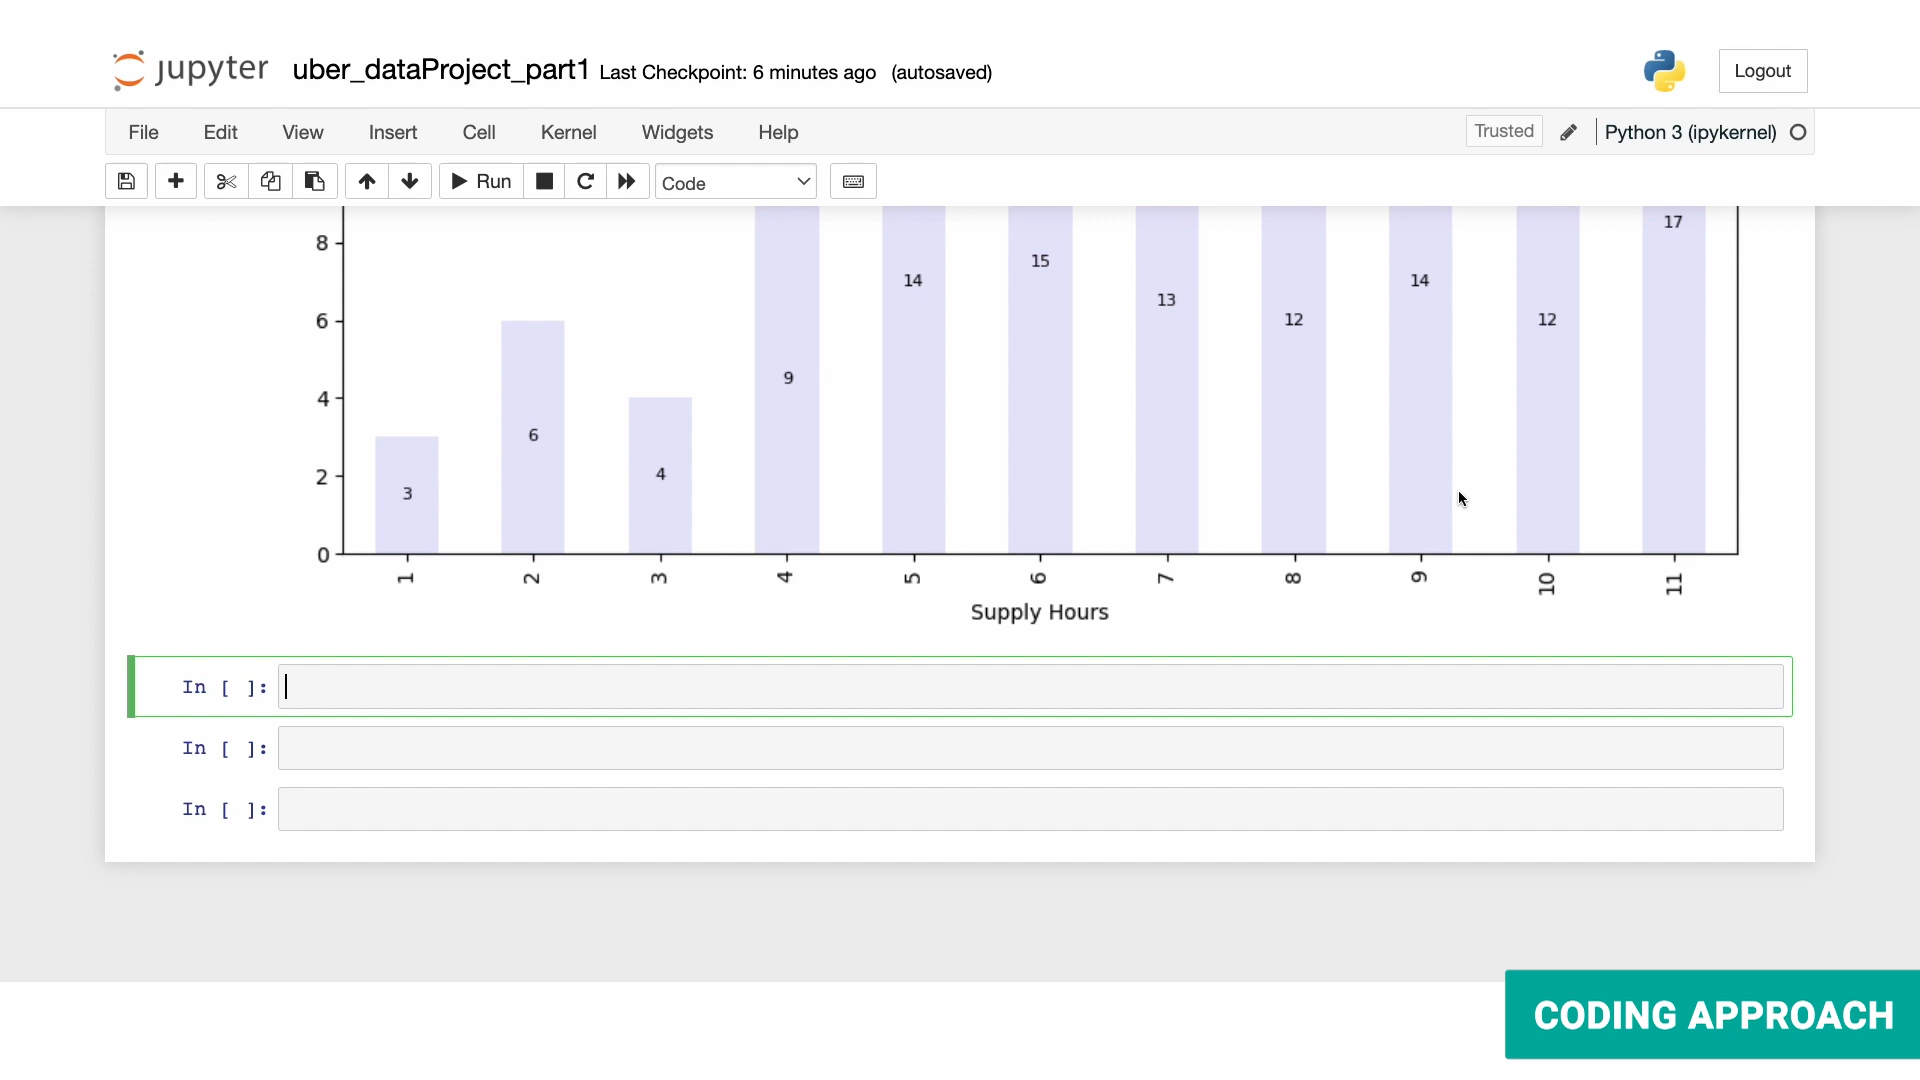 jupyter uber_dataProject_part1 Last Checkpoint: 6 minutes ago (autosaved) Logout
File Edit View Insert Cell Kernel Widgets Help Trusted Python 3 (ipykernel)
Run Code
17
8
15
14 14
13
6 12 12
9
4
6
4
2
3
0
1 2 3 4 5 6 7 8 9 10 11
Supply Hours
In [ ]:
In [ ]:
In [ ]:
CODING APPROACH